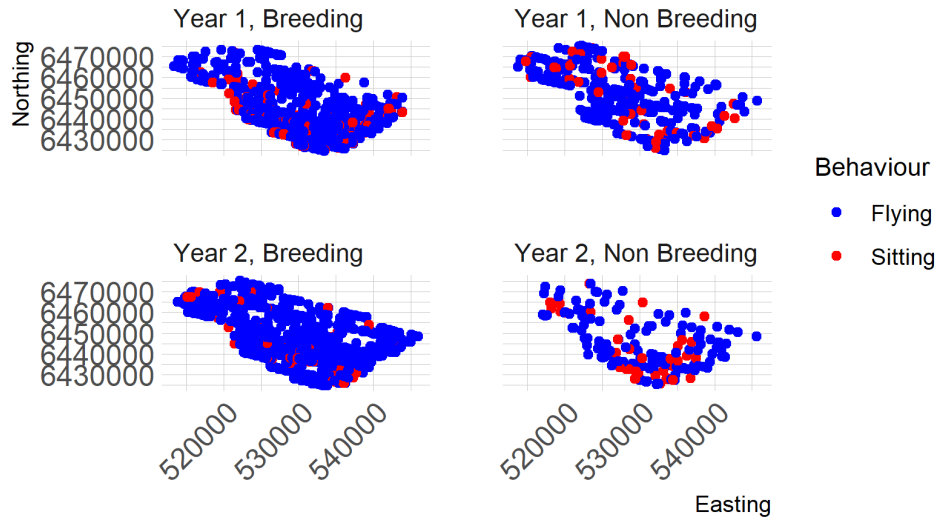 Year 1, Breeding
Year 1, Non Breeding
Northing
6470000
6460000
6450000
6440000
6430000
Behaviour
Flying
Sitting
Year 2, Breeding
Year 2, Non Breeding
6470000
6460000
6450000
6440000
6430000
520000
530000
540000
520000
530000
540000
Easting